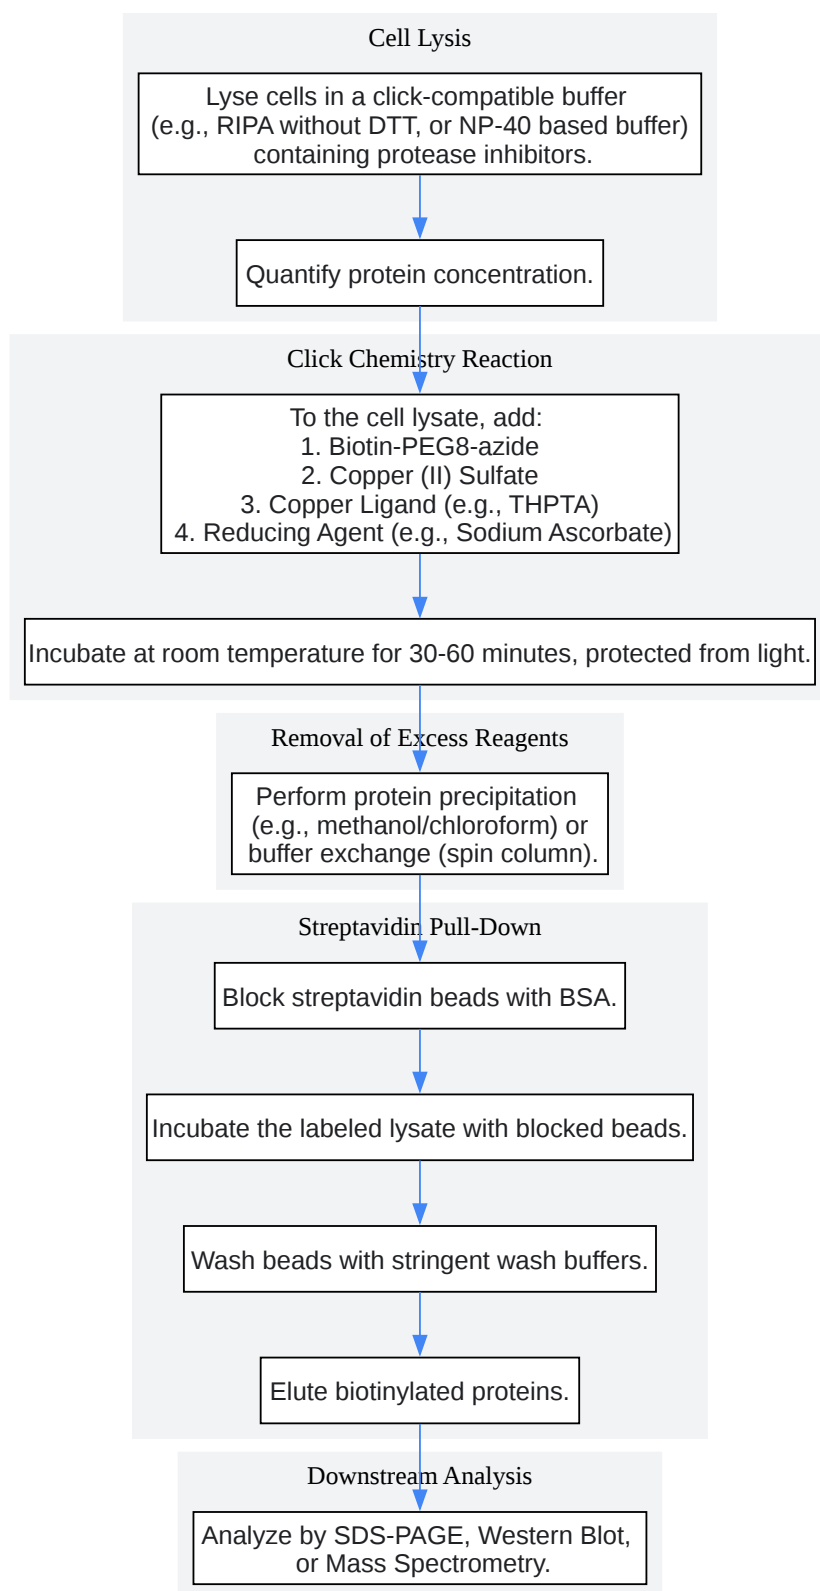 Cell Lysis
Lyse cells in a click-compatible buffer
(e.g., RIPA without DTT, or NP-40 based buffer)
containing protease inhibitors.
Quantify protein concentration.
Click Chemistry Reaction
To the cell lysate, add:
1. Biotin-PEG8-azide
2. Copper (II) Sulfate
3. Copper Ligand (e.g., THPTA)
4. Reducing Agent (e.g., Sodium Ascorbate)
Incubate at room temperature for 30-60 minutes, protected from light.
Removal of Excess Reagents
Perform protein precipitation
(e.g., methanol/chloroform) or
buffer exchange (spin column).
Streptavidin Pull-Down
Block streptavidin beads with BSA.
Incubate the labeled lysate with blocked beads.
Wash beads with stringent wash buffers.
Elute biotinylated proteins.
Downstream Analysis
Analyze by SDS-PAGE, Western Blot,
or Mass Spectrometry.